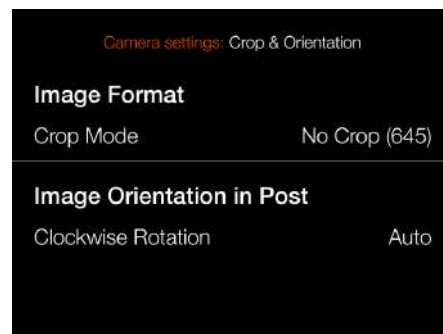 Camera settings: Crop & Orientation
Image Format
Crop Mode No Crop (645)
Image Orientation in Post
Clockwise Rotation Auto